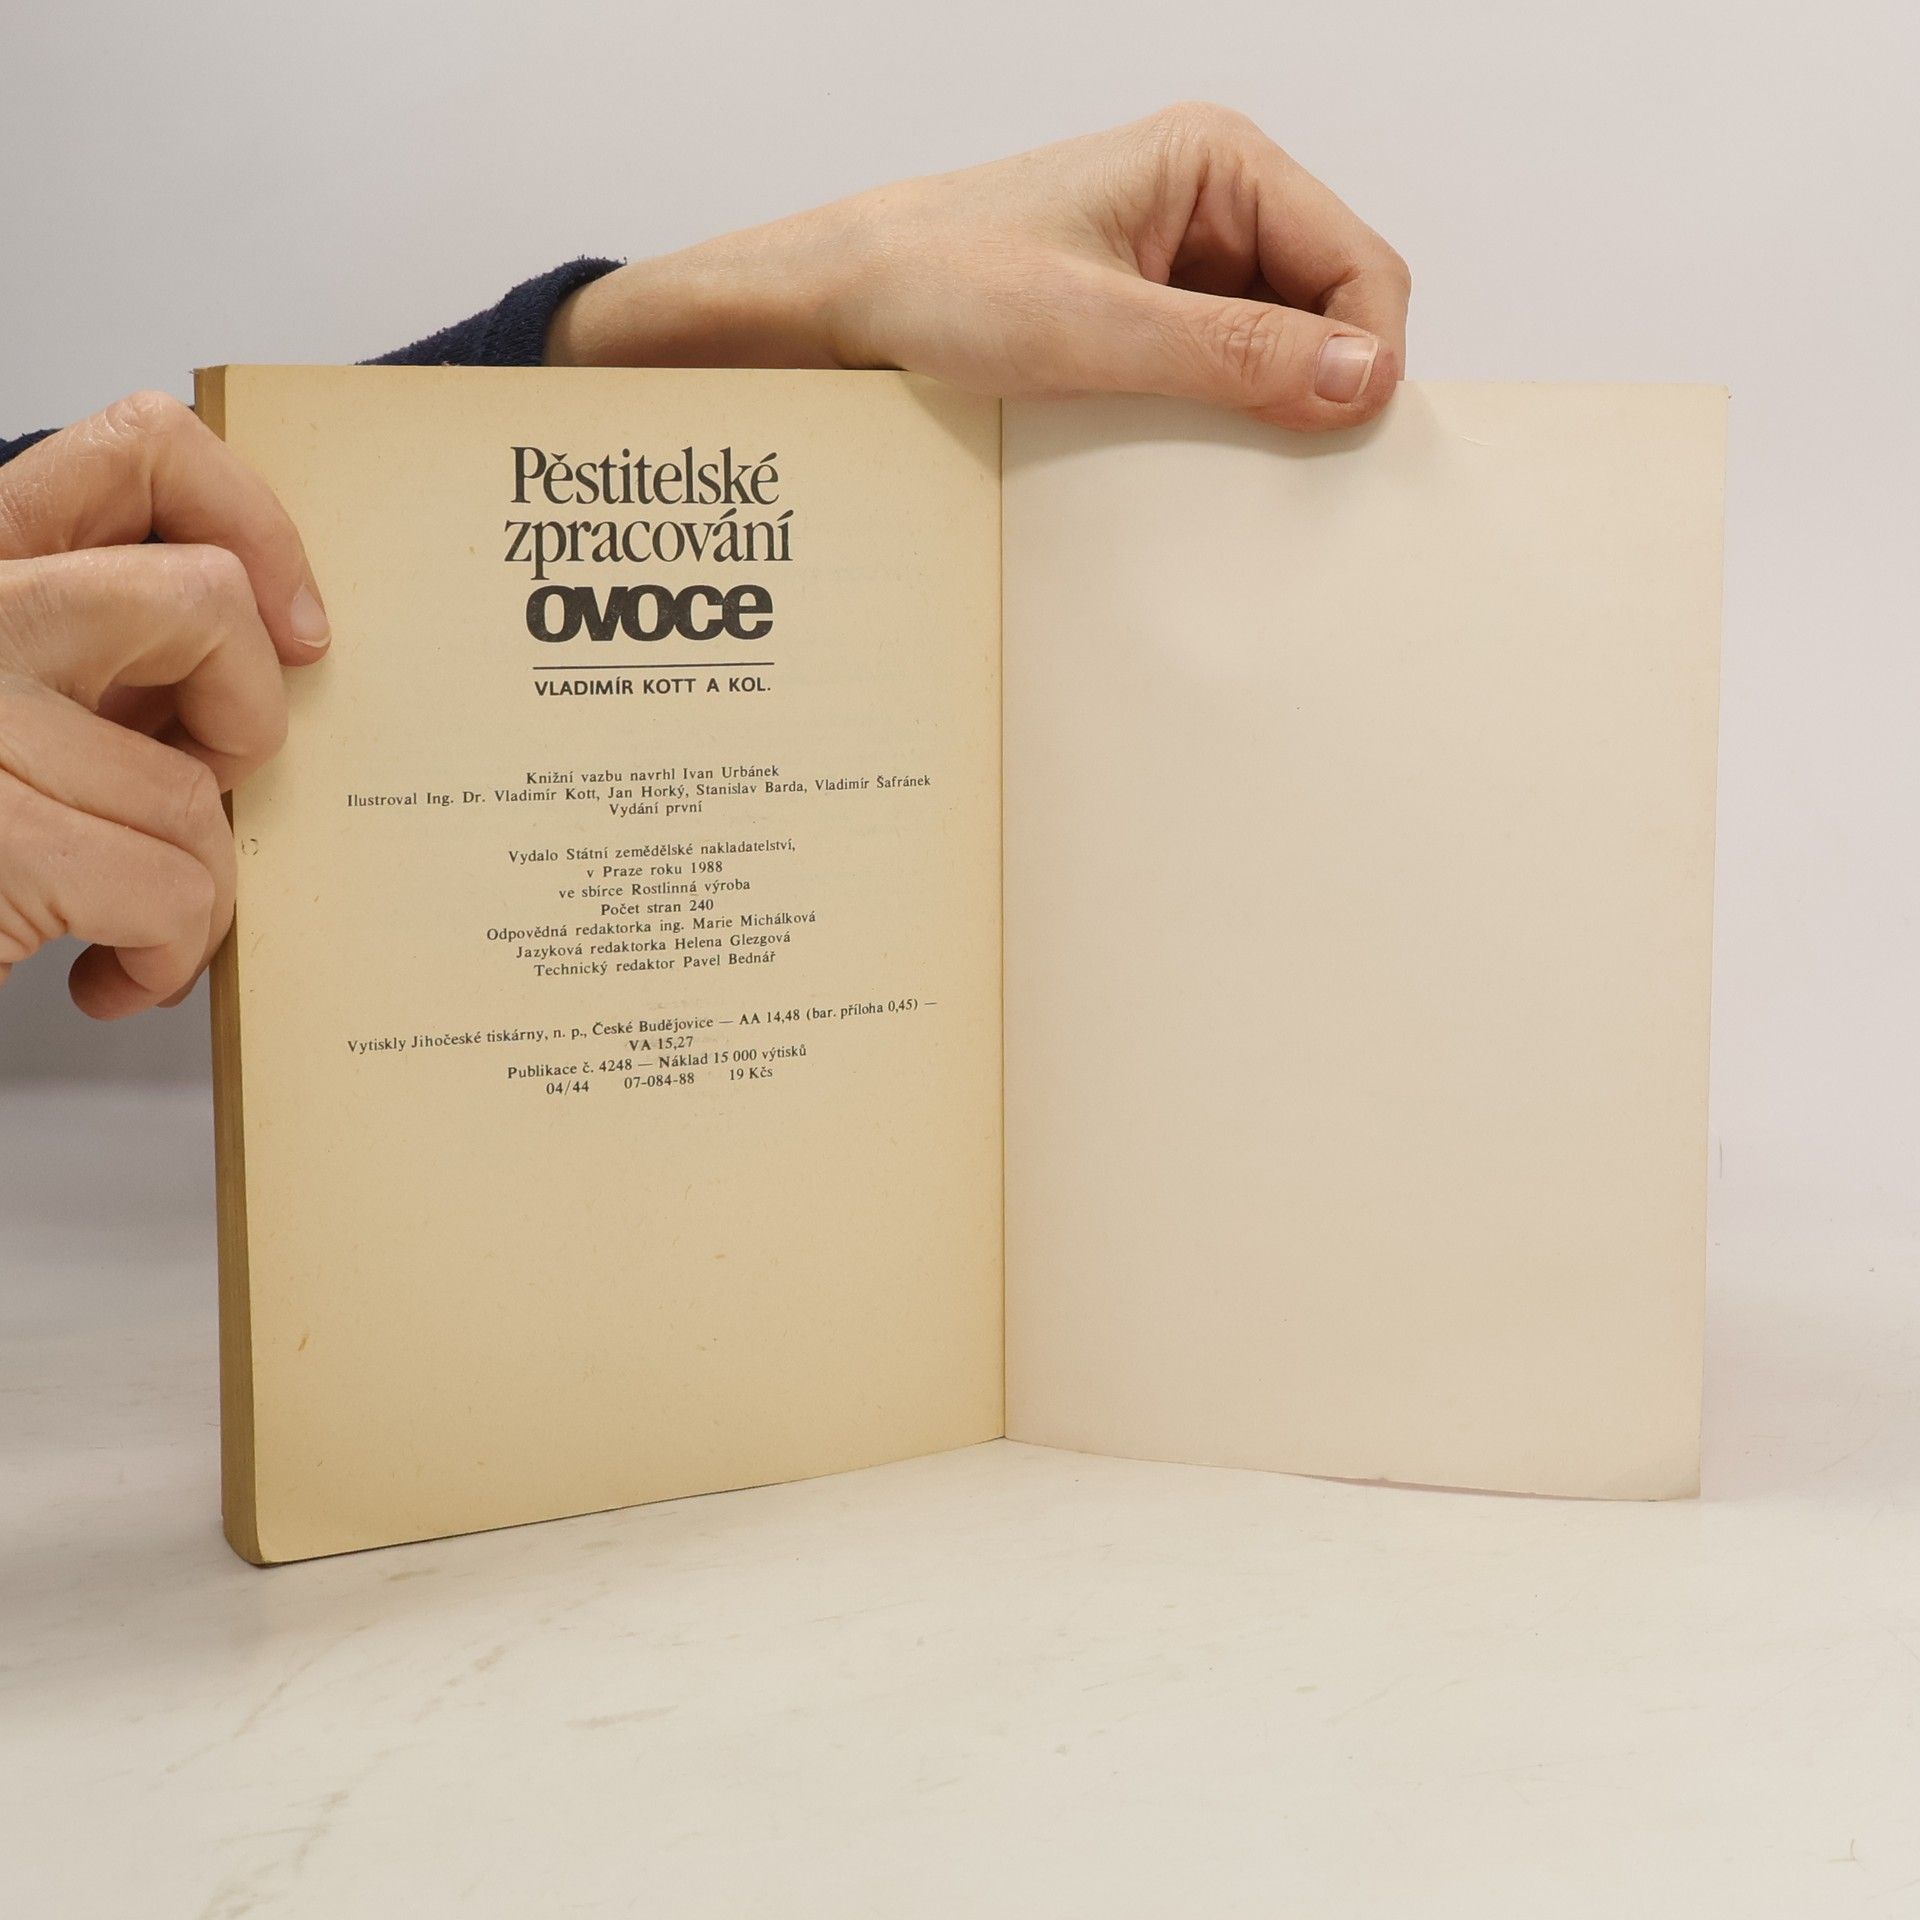 Pěstitelské
zpracování
ovoce
VLADIMÍR KOTT A KOL.
Knižní vazbu navrhl Ivan Urbánek
Ilustroval Ing. Dr. Vladimír Kott, Jan Horký, Stanislav Barda, Vladimír Šafránek
Vydání první
Vydalo Státní zemědělské nakladatelství,
v Praze roku 1988
ve sbírce Rostlinná výroba
Počet stran 240
Odpovědná redaktorka ing. Marie Michálková
Jazyková redaktorka Helena Glezgová
Technický redaktor Pavel Bednář
Vytiskly Jihočeské tiskárny, n. p., České Budějovice — AA 14,48 (bar. příloha 0,45) —
VA 15,27
Publikace č. 4248 — Náklad 15 000 výtisků
04/44 07-084-88 19 Kčs